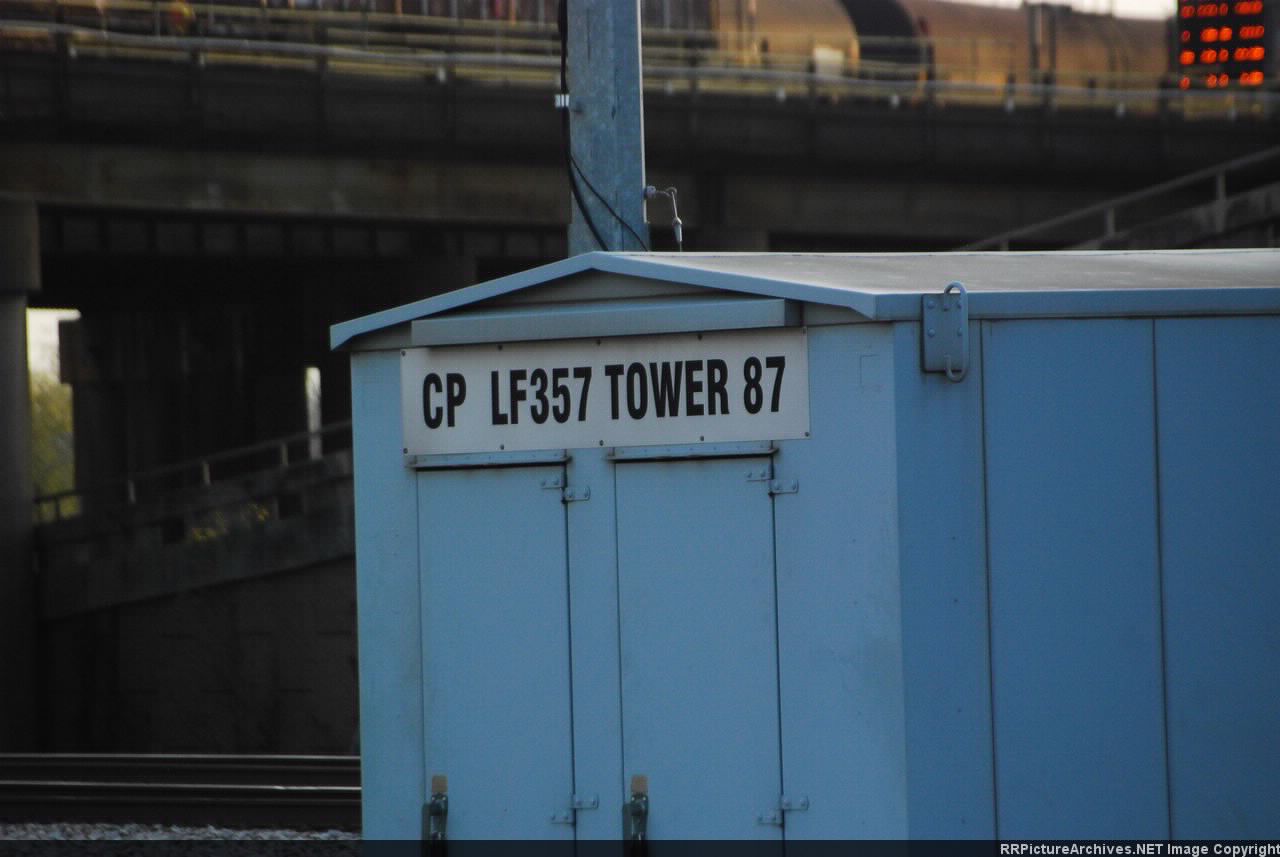 CP LF357 TOWER 87
RRPictureArchives.NET Image Copyright